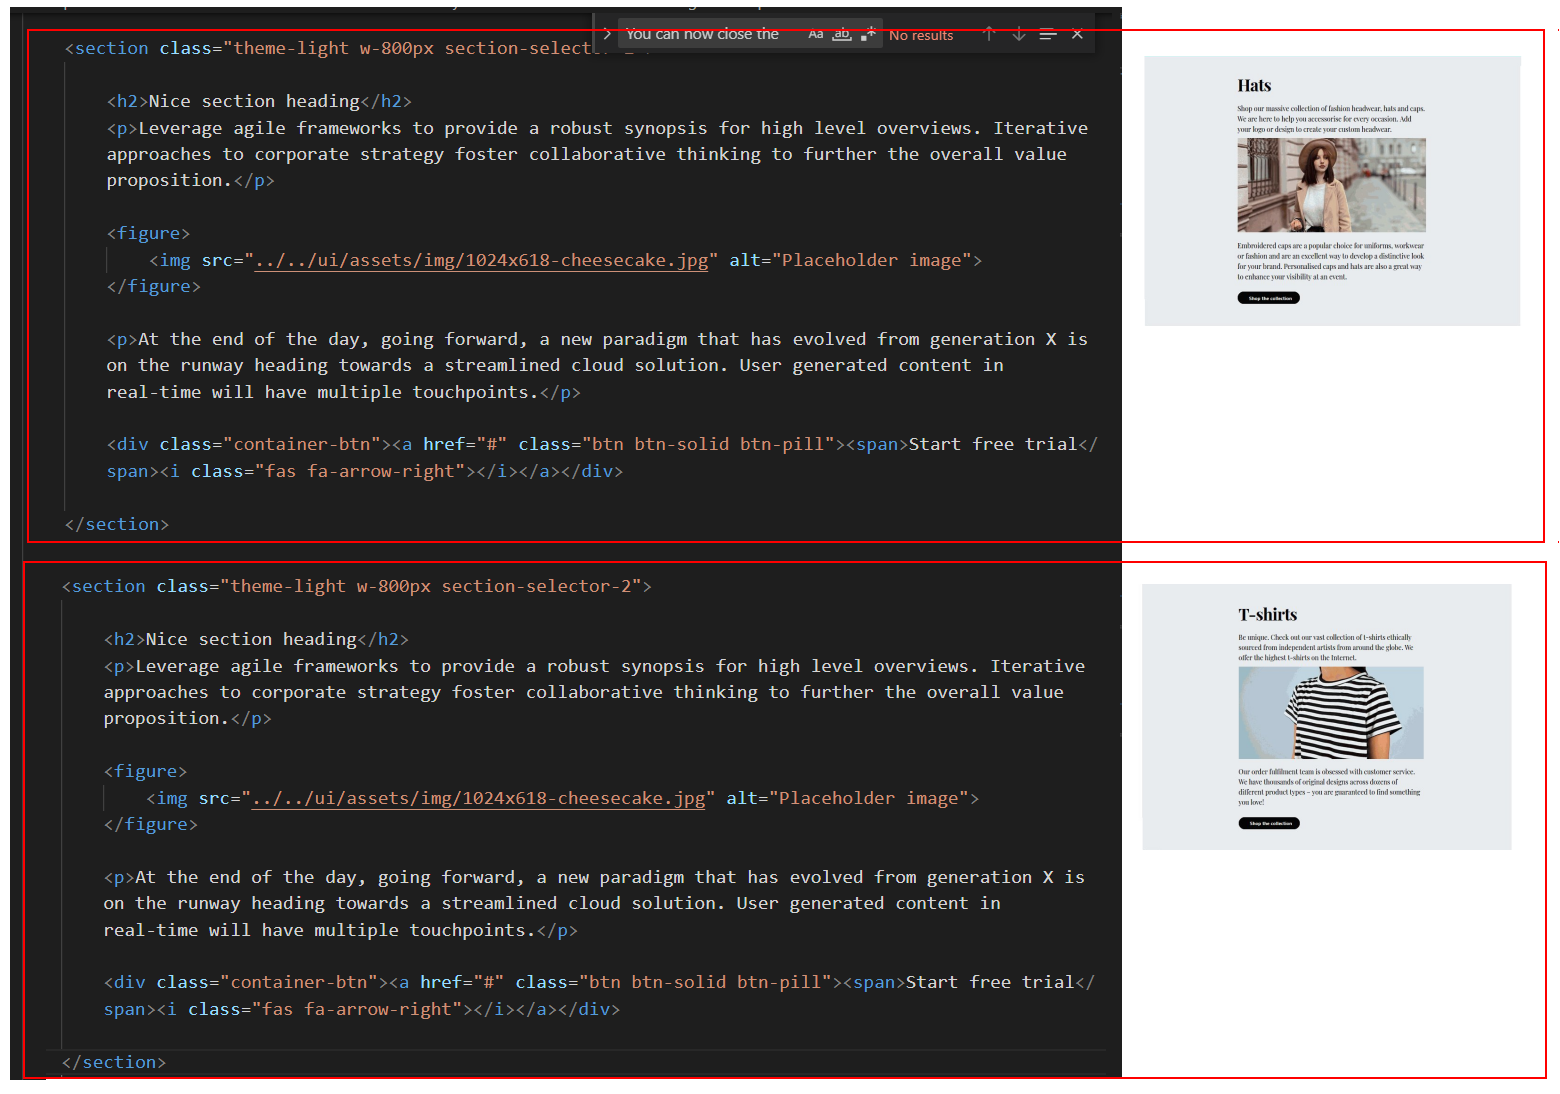 You can now close the
Aa ab .*
No results
<section class="theme-light w-800px section-selector-2">
<h2>Nice section heading</h2>
<p>Leverage agile frameworks to provide a robust synopsis for high level overviews. Iterative
approaches to corporate strategy foster collaborative thinking to further the overall value
proposition.</p>
<figure>
<img src="../../ui/assets/img/1024x618-cheesecake.jpg" alt="Placeholder image">
</figure>
<p>At the end of the day, going forward, a new paradigm that has evolved from generation X is
on the runway heading towards a streamlined cloud solution. User generated content in
real-time will have multiple touchpoints.</p>
<div class="container-btn"><a href="#" class="btn btn-solid btn-pill"><span>Start free trial</
span><i class="fas fa-arrow-right"></i></a></div>
</section>
Hats
Shop our massive collection of fashion headwear, hats and caps.
We are here to help you accessorise for every occasion. Add
your logo or design to create your custom headwear.
Embroidered caps are a popular choice for uniforms, workwear
or fashion and are an excellent way to develop a distinctive look
for your brand. Personalised caps and hats are also a great way
to enhance your visibility at an event.
Shop the collection
<section class="theme-light w-800px section-selector-2">
<h2>Nice section heading</h2>
<p>Leverage agile frameworks to provide a robust synopsis for high level overviews. Iterative
approaches to corporate strategy foster collaborative thinking to further the overall value
proposition.</p>
<figure>
<img src="../../ui/assets/img/1024x618-cheesecake.jpg" alt="Placeholder image">
</figure>
<p>At the end of the day, going forward, a new paradigm that has evolved from generation X is
on the runway heading towards a streamlined cloud solution. User generated content in
real-time will have multiple touchpoints.</p>
<div class="container-btn"><a href="#" class="btn btn-solid btn-pill"><span>Start free trial</
span><i class="fas fa-arrow-right"></i></a></div>
</section>
T-shirts
Be unique. Check out our vast collection of t-shirts ethically
sourced from independent artists from around the globe. We
offer the highest t-shirts on the Internet.
Our order fulfilment team is obsessed with customer service.
We have thousands of original designs across dozens of
different product types – you are guaranteed to find something
you love!
Shop the collection